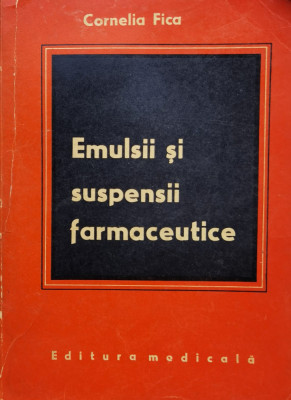 Cornelia Fica
Emulsii și
suspensii
farmaceutice
Editura medicală